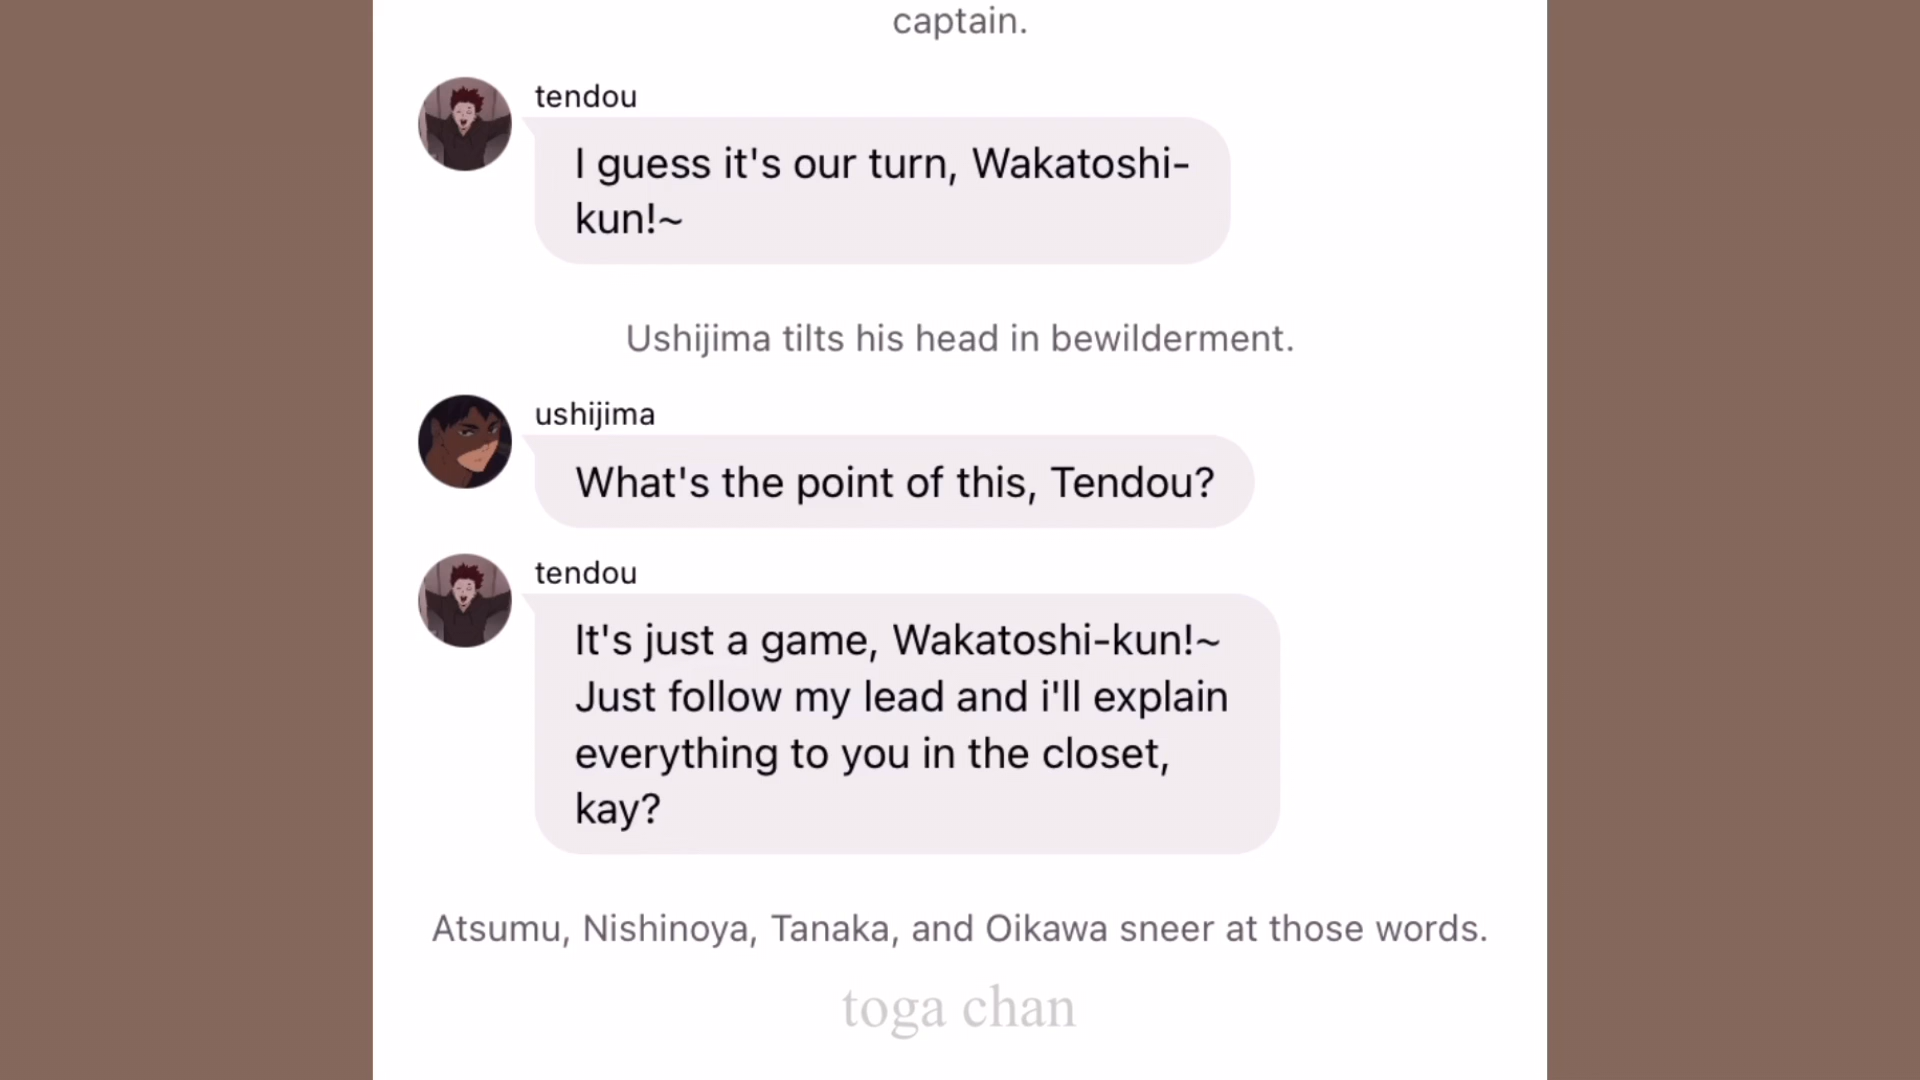 captain.
tendou
I guess it's our turn, Wakatoshi-
kun!~
Ushijima tilts his head in bewilderment.
ushijima
What's the point of this, Tendou?
tendou
It's just a game, Wakatoshi-kun!~
Just follow my lead and i'll explain
everything to you in the closet,
kay?
Atsumu, Nishinoya, Tanaka, and Oikawa sneer at those words.
toga chan